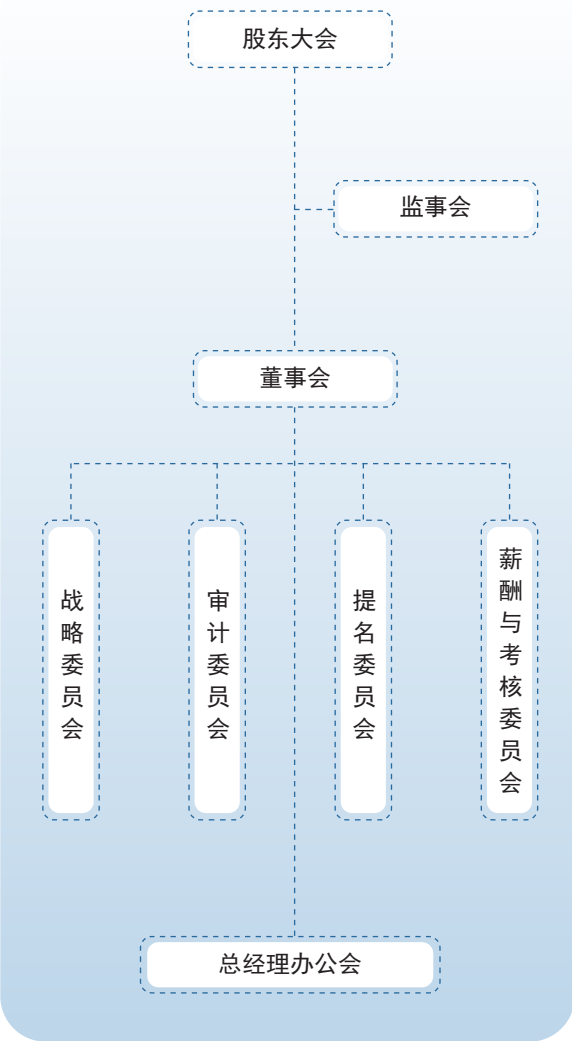 股东大会
监事会
董事会
战略委员会
审计委员会
提名委员会
薪酬与考核委员会
总经理办公会